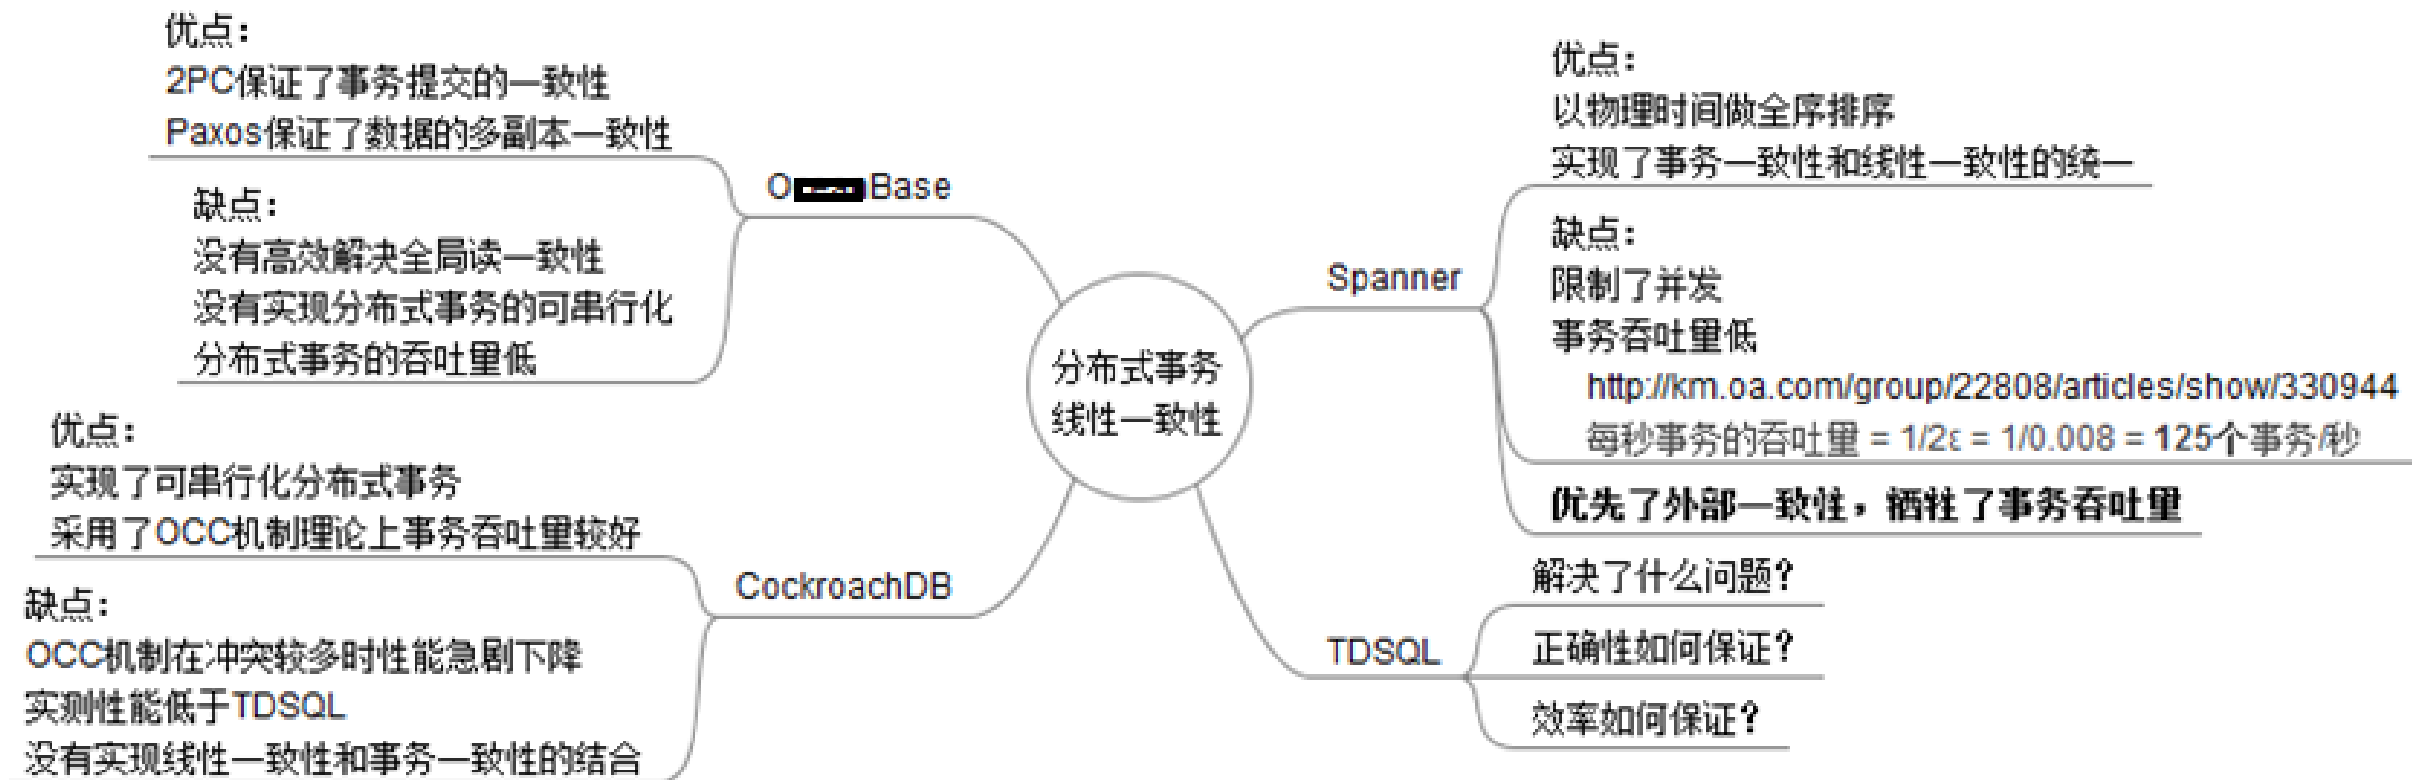 优点：
2PC保证了事务提交的一致性
Paxos保证了数据的多副本一致性
缺点：
没有高效解决全局读一致性
没有实现分布式事务的可串行化
分布式事务的吞吐量低
O Base
优点：
实现了可串行化分布式事务
采用了OCC机制理论上事务吞吐量较好
缺点：
OCC机制在冲突较多时性能急剧下降
实测性能低于TDSQL
没有实现线性一致性和事务一致性的结合
CockroachDB
分布式事务
线性一致性
Spanner
优点：
以物理时间做全序排序
实现了事务一致性和线性一致性的统一
缺点：
限制了并发
事务吞吐量低
http://km.oa.com/group/22808/articles/show/330944
每秒事务的吞吐量 = 1/2ε = 1/0.008 = 125个事务/秒
优先了外部一致性，牺牲了事务吞吐量
TDSQL
解决了什么问题？
正确性如何保证？
效率如何保证？